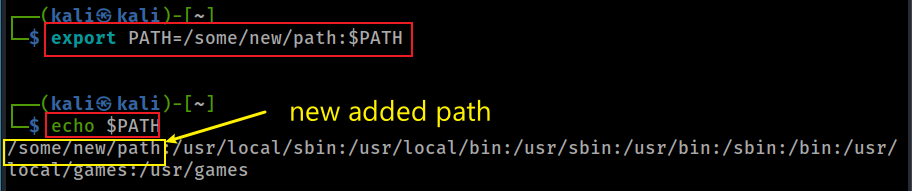 ┌──(kali㉿kali)-[~]
└─$ export PATH=/some/new/path:$PATH
┌──(kali㉿kali)-[~]
└─$ echo $PATH
new added path
/some/new/path:/usr/local/sbin:/usr/local/bin:/usr/sbin:/usr/bin:/sbin:/bin:/usr/
local/games:/usr/games